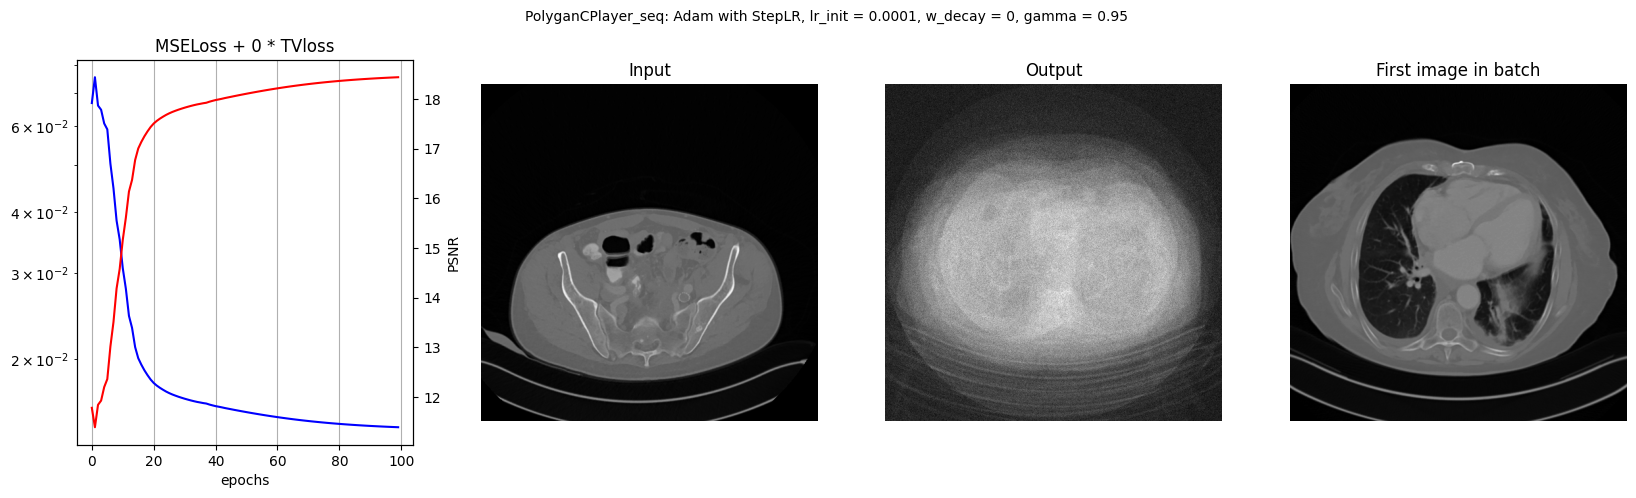 PolyganCPlayer_seq: Adam with StepLR, lr_init = 0.0001, w_decay = 0, gamma = 0.95
MSELoss + 0 * TVloss
6 × 10⁻²
4 × 10⁻²
3 × 10⁻²
2 × 10⁻²
18
17
16
15
14
13
12
PSNR
0 20 40 60 80 100
epochs
Input
Output
First image in batch